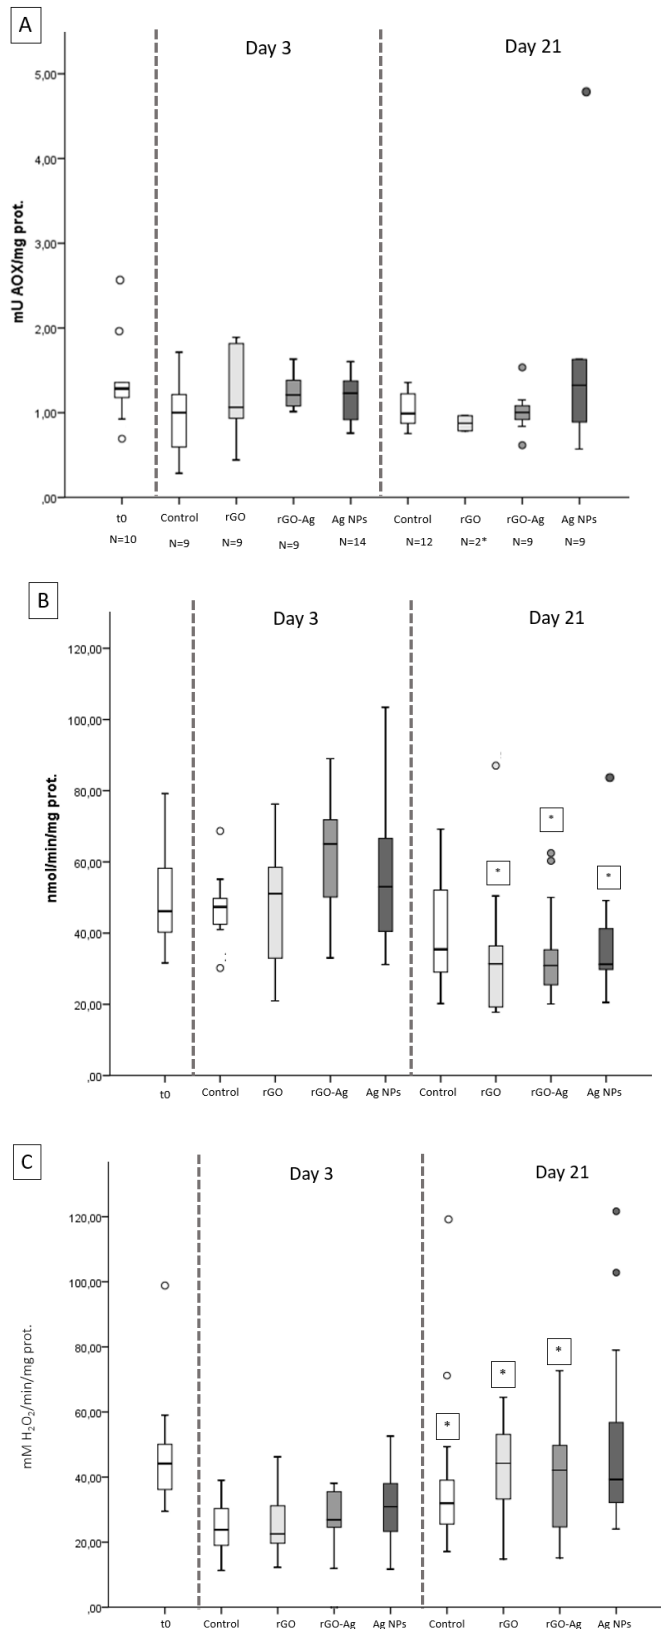 A
Day 3
Day 21
5,00
4,00
3,00
2,00
1,00
,00
mU AOX/mg prot.
t0 Control rGO rGO-Ag Ag NPs Control rGO rGO-Ag Ag NPs
N=10 N=9 N=9 N=9 N=14 N=12 N=2* N=9 N=9
B
Day 3
Day 21
120,00
100,00
80,00
60,00
40,00
20,00
,00
nmol/min/mg prot.
*
*
*
t0 Control rGO rGO-Ag Ag NPs Control rGO rGO-Ag Ag NPs
C
Day 3
Day 21
120,00
100,00
80,00
60,00
40,00
20,00
,00
mM H₂O₂/min/mg prot.
*
*
*
t0 Control rGO rGO-Ag Ag NPs Control rGO rGO-Ag Ag NPs